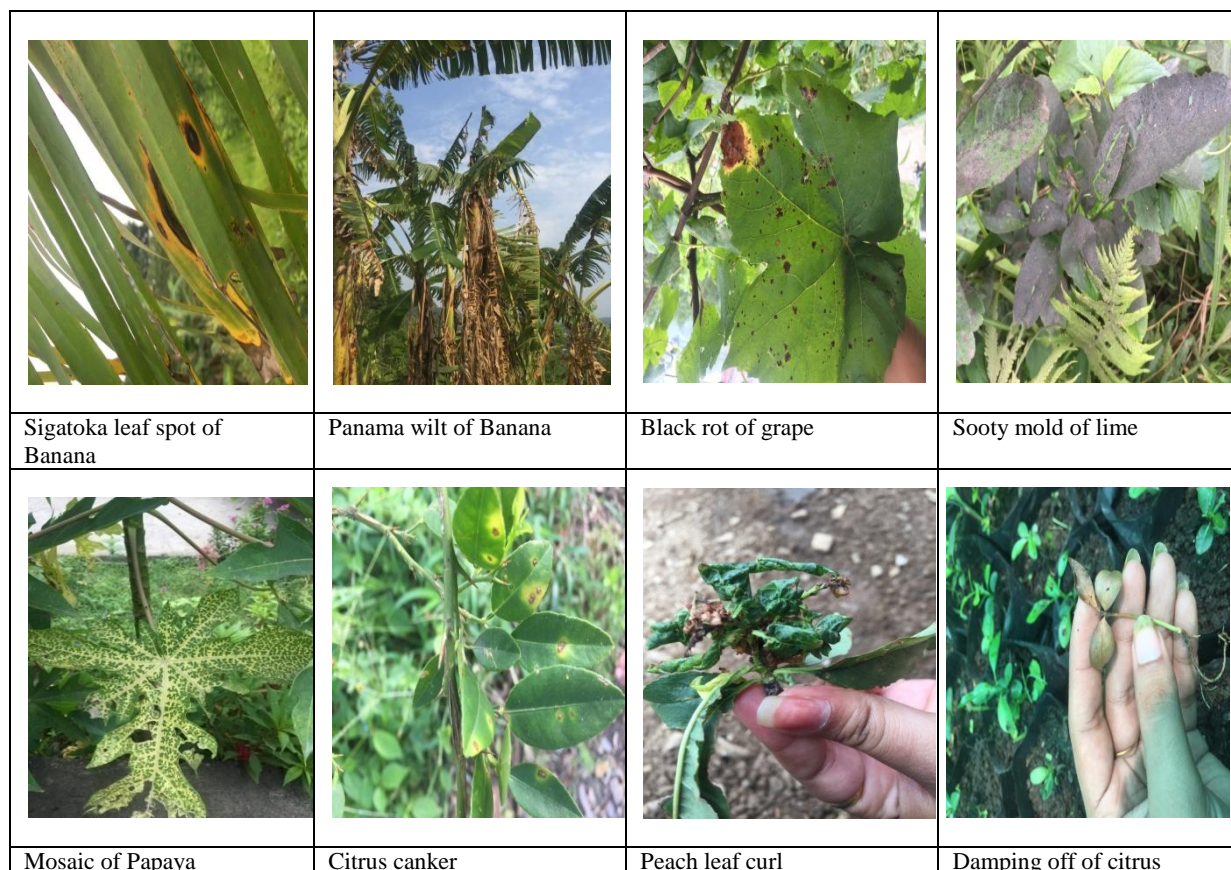 Sigatoka leaf spot of
Banana
Panama wilt of Banana
Black rot of grape
Sooty mold of lime
Mosaic of Papaya
Citrus canker
Peach leaf curl
Damping off of citrus